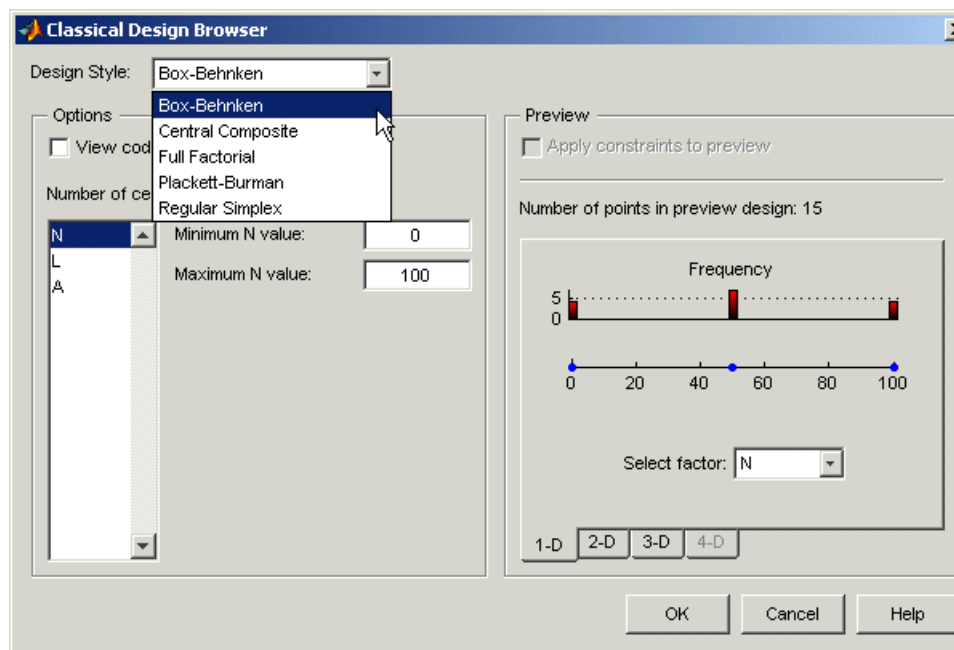 Classical Design Browser
Design Style: Box-Behnken
Box-Behnken
Central Composite
Full Factorial
Plackett-Burman
Regular Simplex
Options
View cod
Number of ce
N
L
A
Minimum N value: 0
Maximum N value: 100
Preview
Apply constraints to preview
Number of points in preview design: 15
Frequency
5
0
0 20 40 60 80 100
Select factor: N
1-D 2-D 3-D 4-D
OK Cancel Help